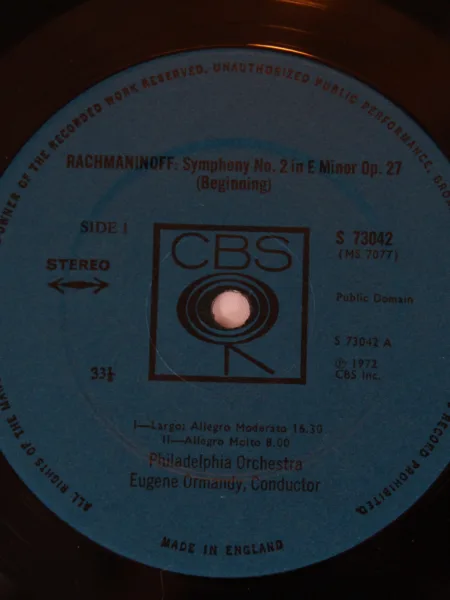 OWNER OF THE RECORDED WORK RESERVED. UNAUTHORIZED PUBLIC PERFORMANCE,
RACHMANINOFF: Symphony No. 2 in E Minor Op. 27
(Beginning)
SIDE 1
STEREO
33⅓
CBS
S 73042
(MS 7077)
Public Domain
S 73042 A
℗ 1972
CBS Inc.
I—Largo; Allegro Moderato 16.30
II—Allegro Molto 8.00
Philadelphia Orchestra
Eugene Ormandy, Conductor
ALL RIGHTS OF THE
RECORD PROHIBITED.
MADE IN ENGLAND